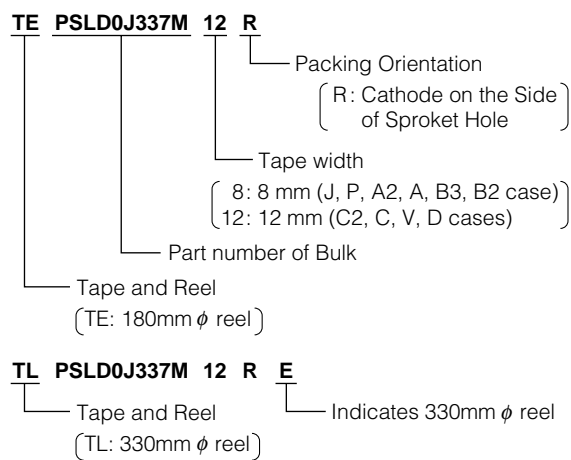 TE PSLD0J337M 12 R
Packing Orientation
R: Cathode on the Side
of Sproket Hole
Tape width
8: 8 mm (J, P, A2, A, B3, B2 case)
12: 12 mm (C2, C, V, D cases)
Part number of Bulk
Tape and Reel
(TE: 180mm ϕ reel)
TL PSLD0J337M 12 R E
Tape and Reel
(TL: 330mm ϕ reel)
Indicates 330mm ϕ reel